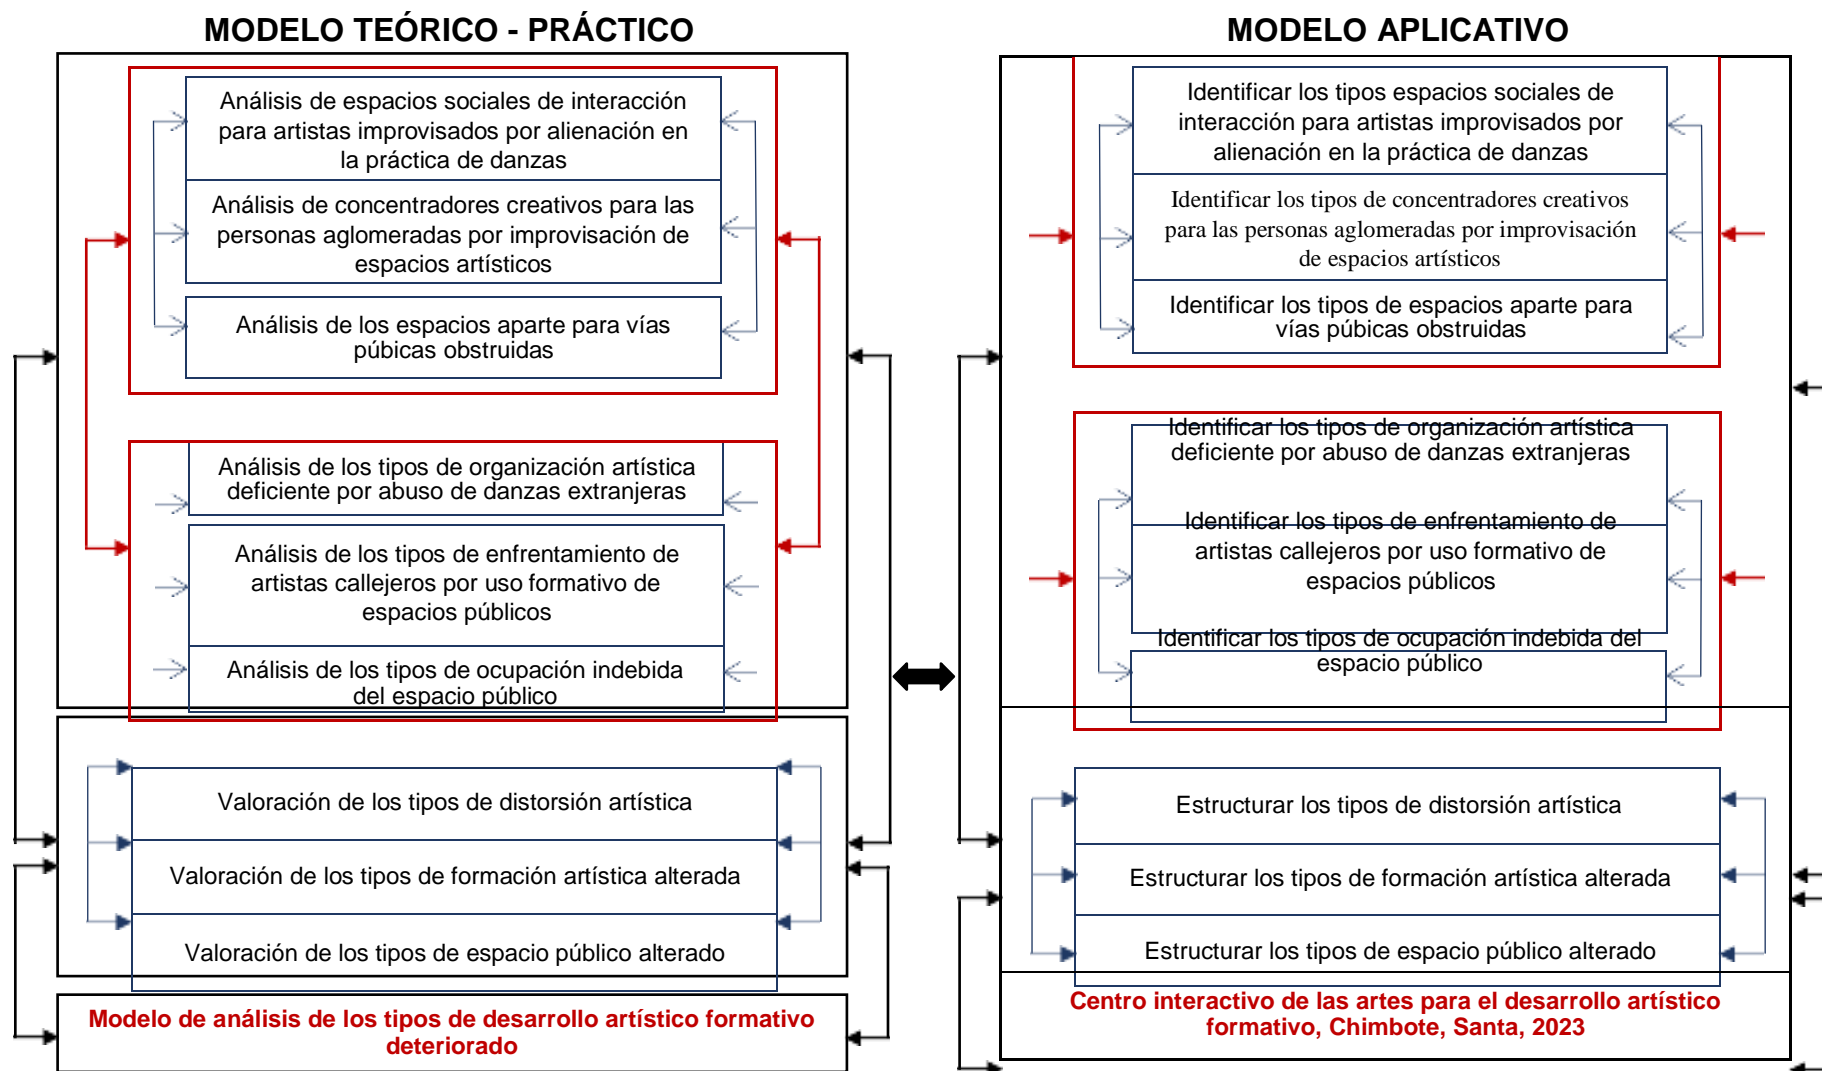 MODELO TEÓRICO - PRÁCTICO
Análisis de espacios sociales de interacción
para artistas improvisados por alienación en
la práctica de danzas
Análisis de concentradores creativos para las
personas aglomeradas por improvisación de
espacios artísticos
Análisis de los espacios aparte para vías
púbicas obstruidas
Análisis de los tipos de organización artística
deficiente por abuso de danzas extranjeras
Análisis de los tipos de enfrentamiento de
artistas callejeros por uso formativo de
espacios públicos
Análisis de los tipos de ocupación indebida
del espacio público
Valoración de los tipos de distorsión artística
Valoración de los tipos de formación artística alterada
Valoración de los tipos de espacio público alterado
Modelo de análisis de los tipos de desarrollo artístico formativo
deteriorado
MODELO APLICATIVO
Identificar los tipos espacios sociales de
interacción para artistas improvisados por
alienación en la práctica de danzas
Identificar los tipos de concentradores creativos
para las personas aglomeradas por improvisación
de espacios artísticos
Identificar los tipos de espacios aparte para
vías púbicas obstruidas
Identificar los tipos de organización artística
deficiente por abuso de danzas extranjeras
Identificar los tipos de enfrentamiento de
artistas callejeros por uso formativo de
espacios públicos
Identificar los tipos de ocupación indebida del
espacio público
Estructurar los tipos de distorsión artística
Estructurar los tipos de formación artística alterada
Estructurar los tipos de espacio público alterado
Centro interactivo de las artes para el desarrollo artístico
formativo, Chimbote, Santa, 2023